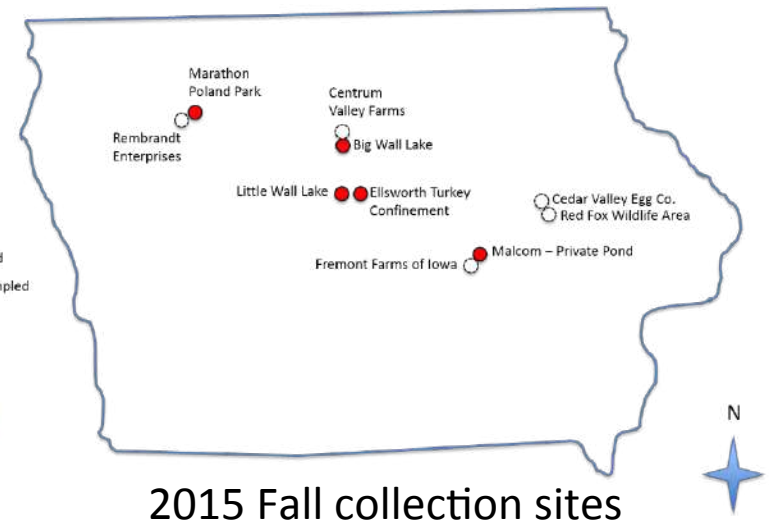 Marathon
Poland Park
Rembrandt
Enterprises
Centrum
Valley Farms
Big Wall Lake
Little Wall Lake
Ellsworth Turkey
Confinement
Cedar Valley Egg Co.
Red Fox Wildlife Area
Malcom – Private Pond
Fremont Farms of Iowa
N
2015 Fall collection sites